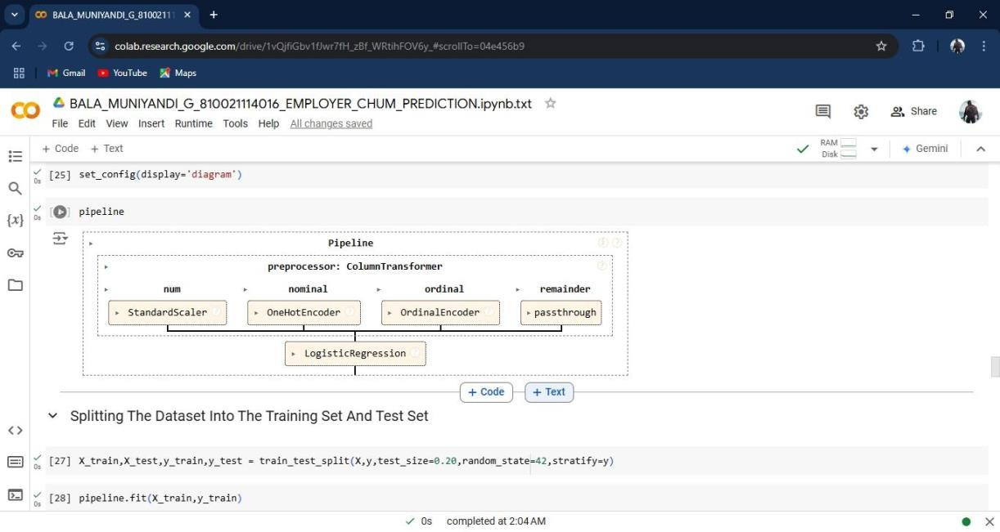 BALA_MUNIYANDI_G_8100211
colab.research.google.com/drive/1vQjfiGbv1fJwr7fH_zBf_WRtihFOV6y_#scrollTo=04e456b9
Gmail YouTube Maps
BALA_MUNIYANDI_G_810021114016_EMPLOYER_CHUM_PREDICTION.ipynb.txt
File Edit View Insert Runtime Tools Help All changes saved
Share
+ Code + Text
RAM
Disk
Gemini
[25] set_config(display='diagram')
0s
pipeline
0s
Pipeline
preprocessor: ColumnTransformer
num nominal ordinal remainder
StandardScaler OneHotEncoder OrdinalEncoder passthrough
LogisticRegression
+ Code + Text
Splitting The Dataset Into The Training Set And Test Set
[27] X_train,X_test,y_train,y_test = train_test_split(X,y,test_size=0.20,random_state=42,stratify=y)
0s
[28] pipeline.fit(X_train,y_train)
0s
0s completed at 2:04 AM